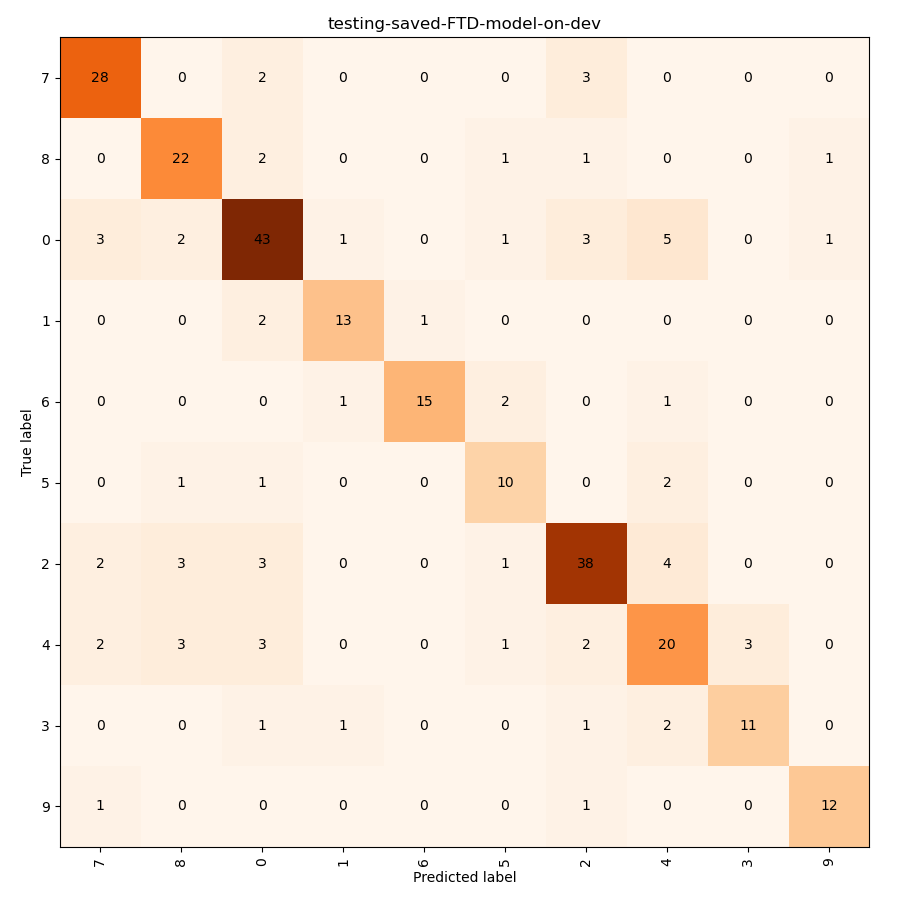 testing-saved-FTD-model-on-dev
True label
7 28 0 2 0 0 0 3 0 0 0
8 0 22 2 0 0 1 1 0 0 1
0 3 2 43 1 0 1 3 5 0 1
1 0 0 2 13 1 0 0 0 0 0
6 0 0 0 1 15 2 0 1 0 0
5 0 1 1 0 0 10 0 2 0 0
2 2 3 3 0 0 1 38 4 0 0
4 2 3 3 0 0 1 2 20 3 0
3 0 0 1 1 0 0 1 2 11 0
9 1 0 0 0 0 0 1 0 0 12
7 8 0 1 6 5 2 4 3 9
Predicted label